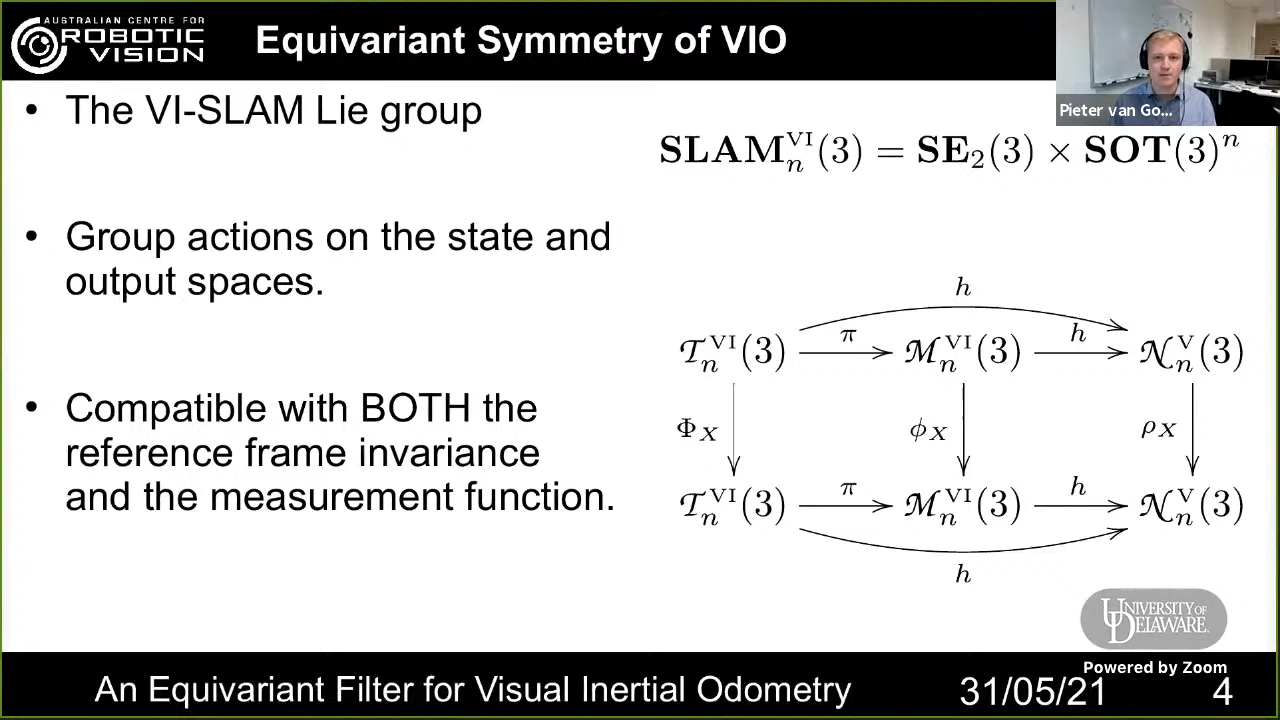 AUSTRALIAN CENTRE FOR
ROBOTIC
VISION
Equivariant Symmetry of VIO
Pieter van Go...
• The VI-SLAM Lie group
SLAM_n^VI(3) = SE_2(3) × SOT(3)^n
• Group actions on the state and
output spaces.
h
𝒯_n^VI(3) π ℳ_n^VI(3) h 𝒩_n^V(3)
Φ_X ϕ_X ρ_X
𝒯_n^VI(3) π ℳ_n^VI(3) h 𝒩_n^V(3)
h
• Compatible with BOTH the
reference frame invariance
and the measurement function.
UNIVERSITY OF
DELAWARE.
Powered by Zoom
An Equivariant Filter for Visual Inertial Odometry 31/05/21 4